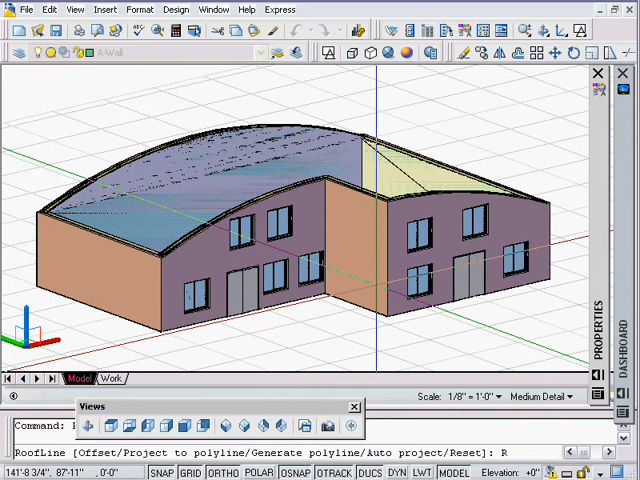 File Edit View Insert Format Design Window Help Express
A-Wall
PROPERTIES
DASHBOARD
Model Work
Scale: 1/8" = 1'-0" Medium Detail
Views
Command:
RoofLine [Offset/Project to polyline/Generate polyline/Auto project/Reset]: R
141'-8 3/4", 87'-11" , 0'-0" SNAP GRID ORTHO POLAR OSNAP OTRACK DUCS DYN LWT MODEL Elevation: +0"